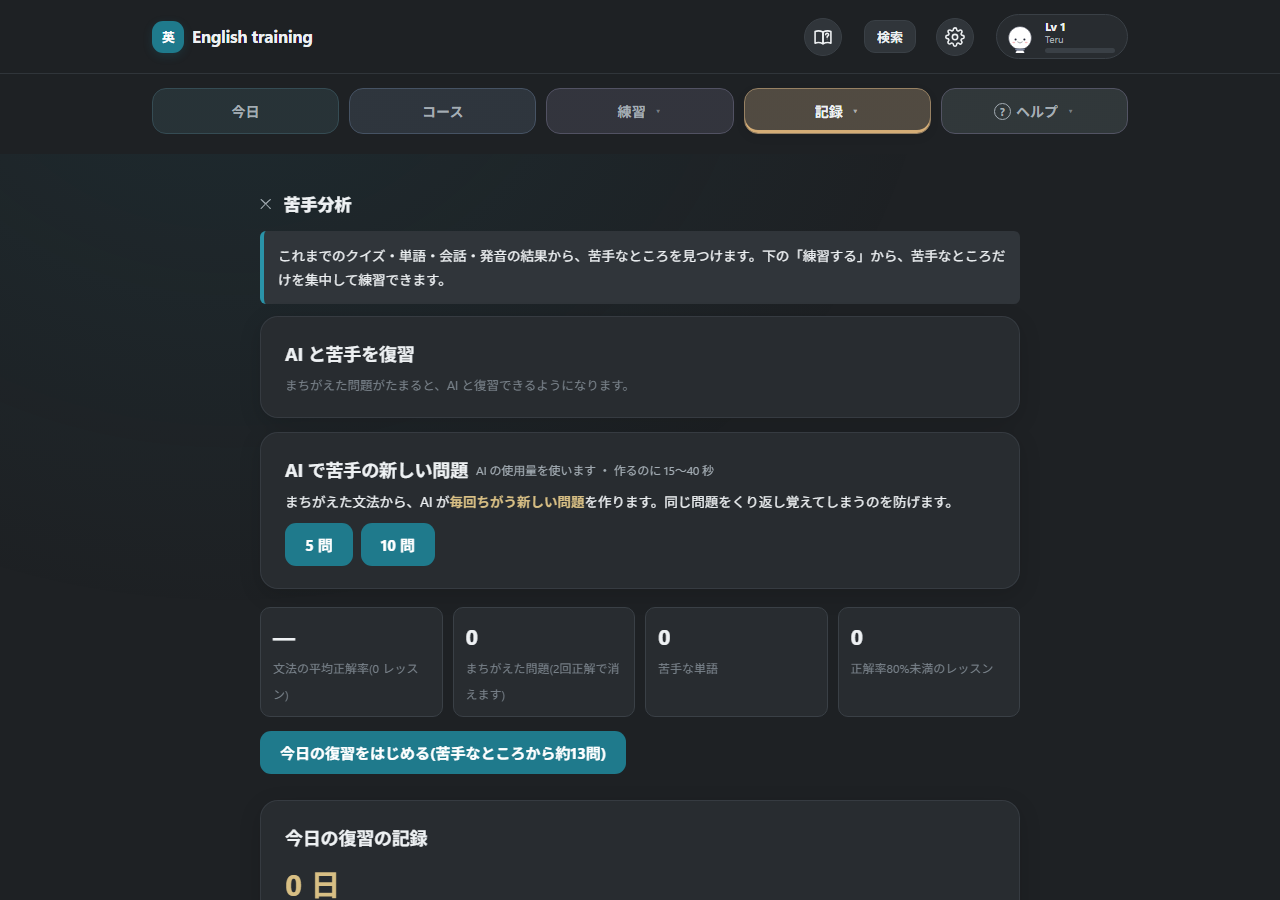 英 English training
検索
Lv 1
Teru
今日 コース 練習 記録 ? ヘルプ
× 苦手分析
これまでのクイズ・単語・会話・発音の結果から、苦手なところを見つけます。下の「練習する」から、苦手なところだ
けを集中して練習できます。
AI と苦手を復習
まちがえた問題がたまると、AI と復習できるようになります。
AI で苦手の新しい問題 AI の使用量を使います ・ 作るのに 15〜40 秒
まちがえた文法から、AI が毎回ちがう新しい問題を作ります。同じ問題をくり返し覚えてしまうのを防げます。
5 問 10 問
—
文法の平均正解率(0 レッス
ン)
0
まちがえた問題(2回正解で消
えます)
0
苦手な単語
0
正解率80%未満のレッスン
今日の復習をはじめる(苦手なところから約13問)
今日の復習の記録
0 日